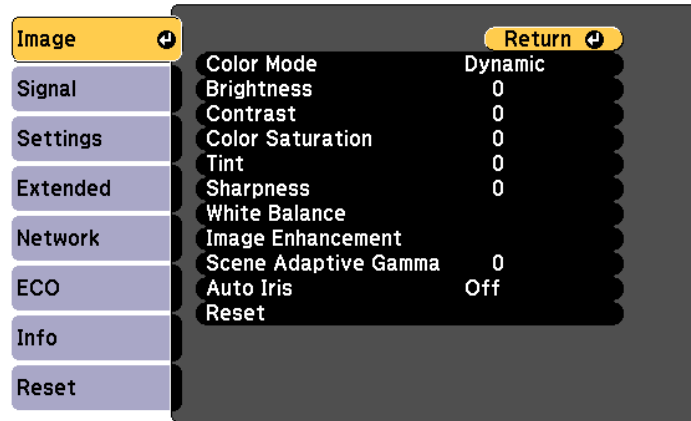 Image
Signal
Settings
Extended
Network
ECO
Info
Reset
Return
Color Mode Dynamic
Brightness 0
Contrast 0
Color Saturation 0
Tint 0
Sharpness 0
White Balance
Image Enhancement
Scene Adaptive Gamma 0
Auto Iris Off
Reset